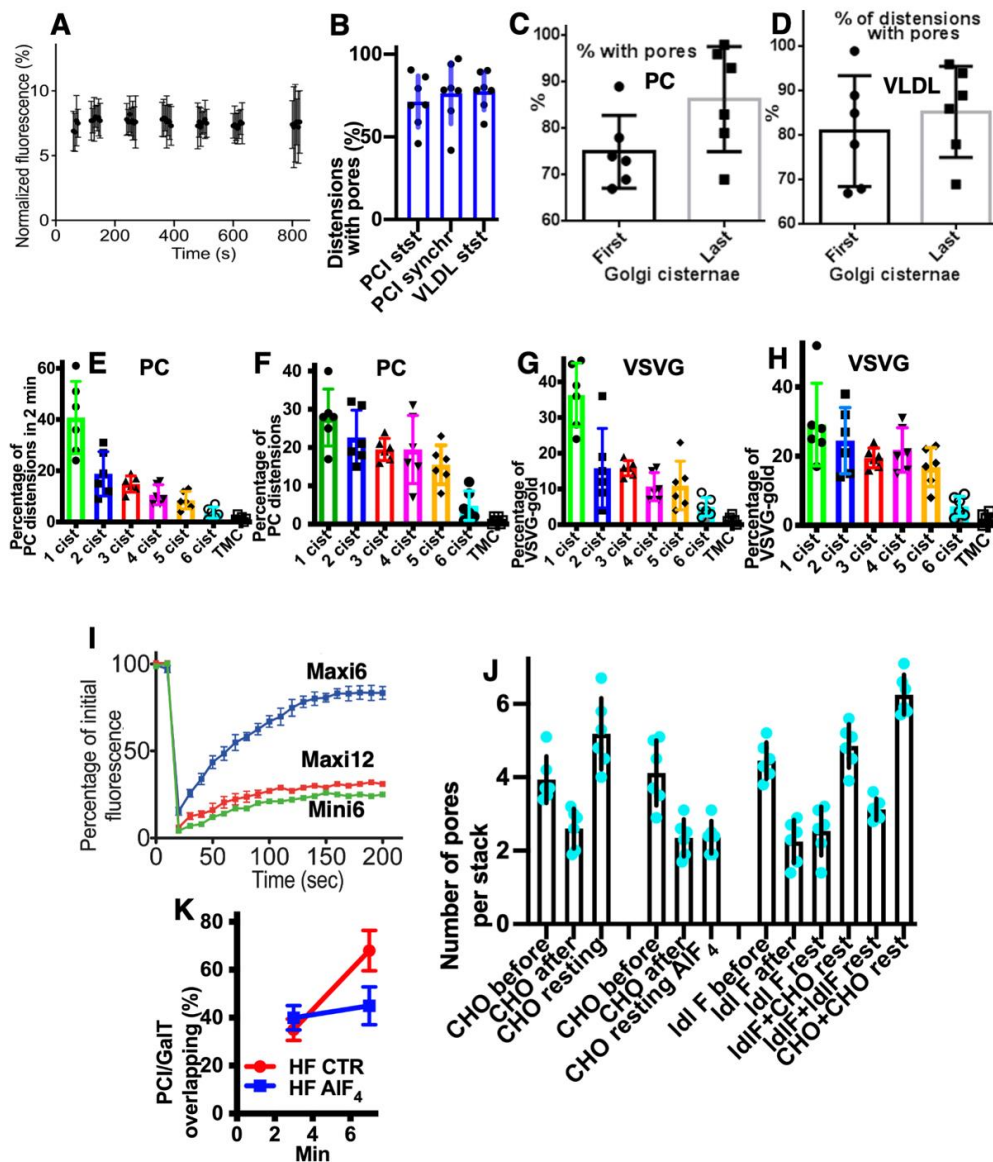 A
Normalized fluorescence (%)
10
5
0
0 200 400 600 800
Time (s)
B
Distensions
with pores (%)
100
50
0
PCI stst
PCI synchr
VLDL stst
C
% with pores
PC
%
100
90
80
70
60
First
Last
Golgi cisternae
D
% of distensions
with pores
VLDL
%
100
90
80
70
60
First
Last
Golgi cisternae
E
PC
Percentage of
PC distensions in 2 min
60
40
20
0
1 cist
2 cist
3 cist
4 cist
5 cist
6 cist
TMC
F
PC
Percentage of
PC distensions
40
30
20
10
0
1 cist
2 cist
3 cist
4 cist
5 cist
6 cist
TMC
G
VSVG
Percentage of
VSVG-gold
40
20
0
1 cist
2 cist
3 cist
4 cist
5 cist
6 cist
TMC
H
VSVG
Percentage of
VSVG-gold
40
20
0
1 cist
2 cist
3 cist
4 cist
5 cist
6 cist
TMC
I
Percentage of initial
fluorescence
100
50
0
Maxi6
Maxi12
Mini6
0 50 100 150 200
Time (sec)
J
Number of pores
per stack
6
4
2
0
CHO before
CHO after
CHO resting
CHO before
CHO after
CHO resting AlF 4
ldl F before
ldl F after
ldl F rest
ldlF+CHO rest
ldlF+ldlF rest
CHO+CHO rest
K
PCI/GalT
overlapping (%)
80
60
40
20
0
HF CTR
HF AlF4
0 2 4 6
Min